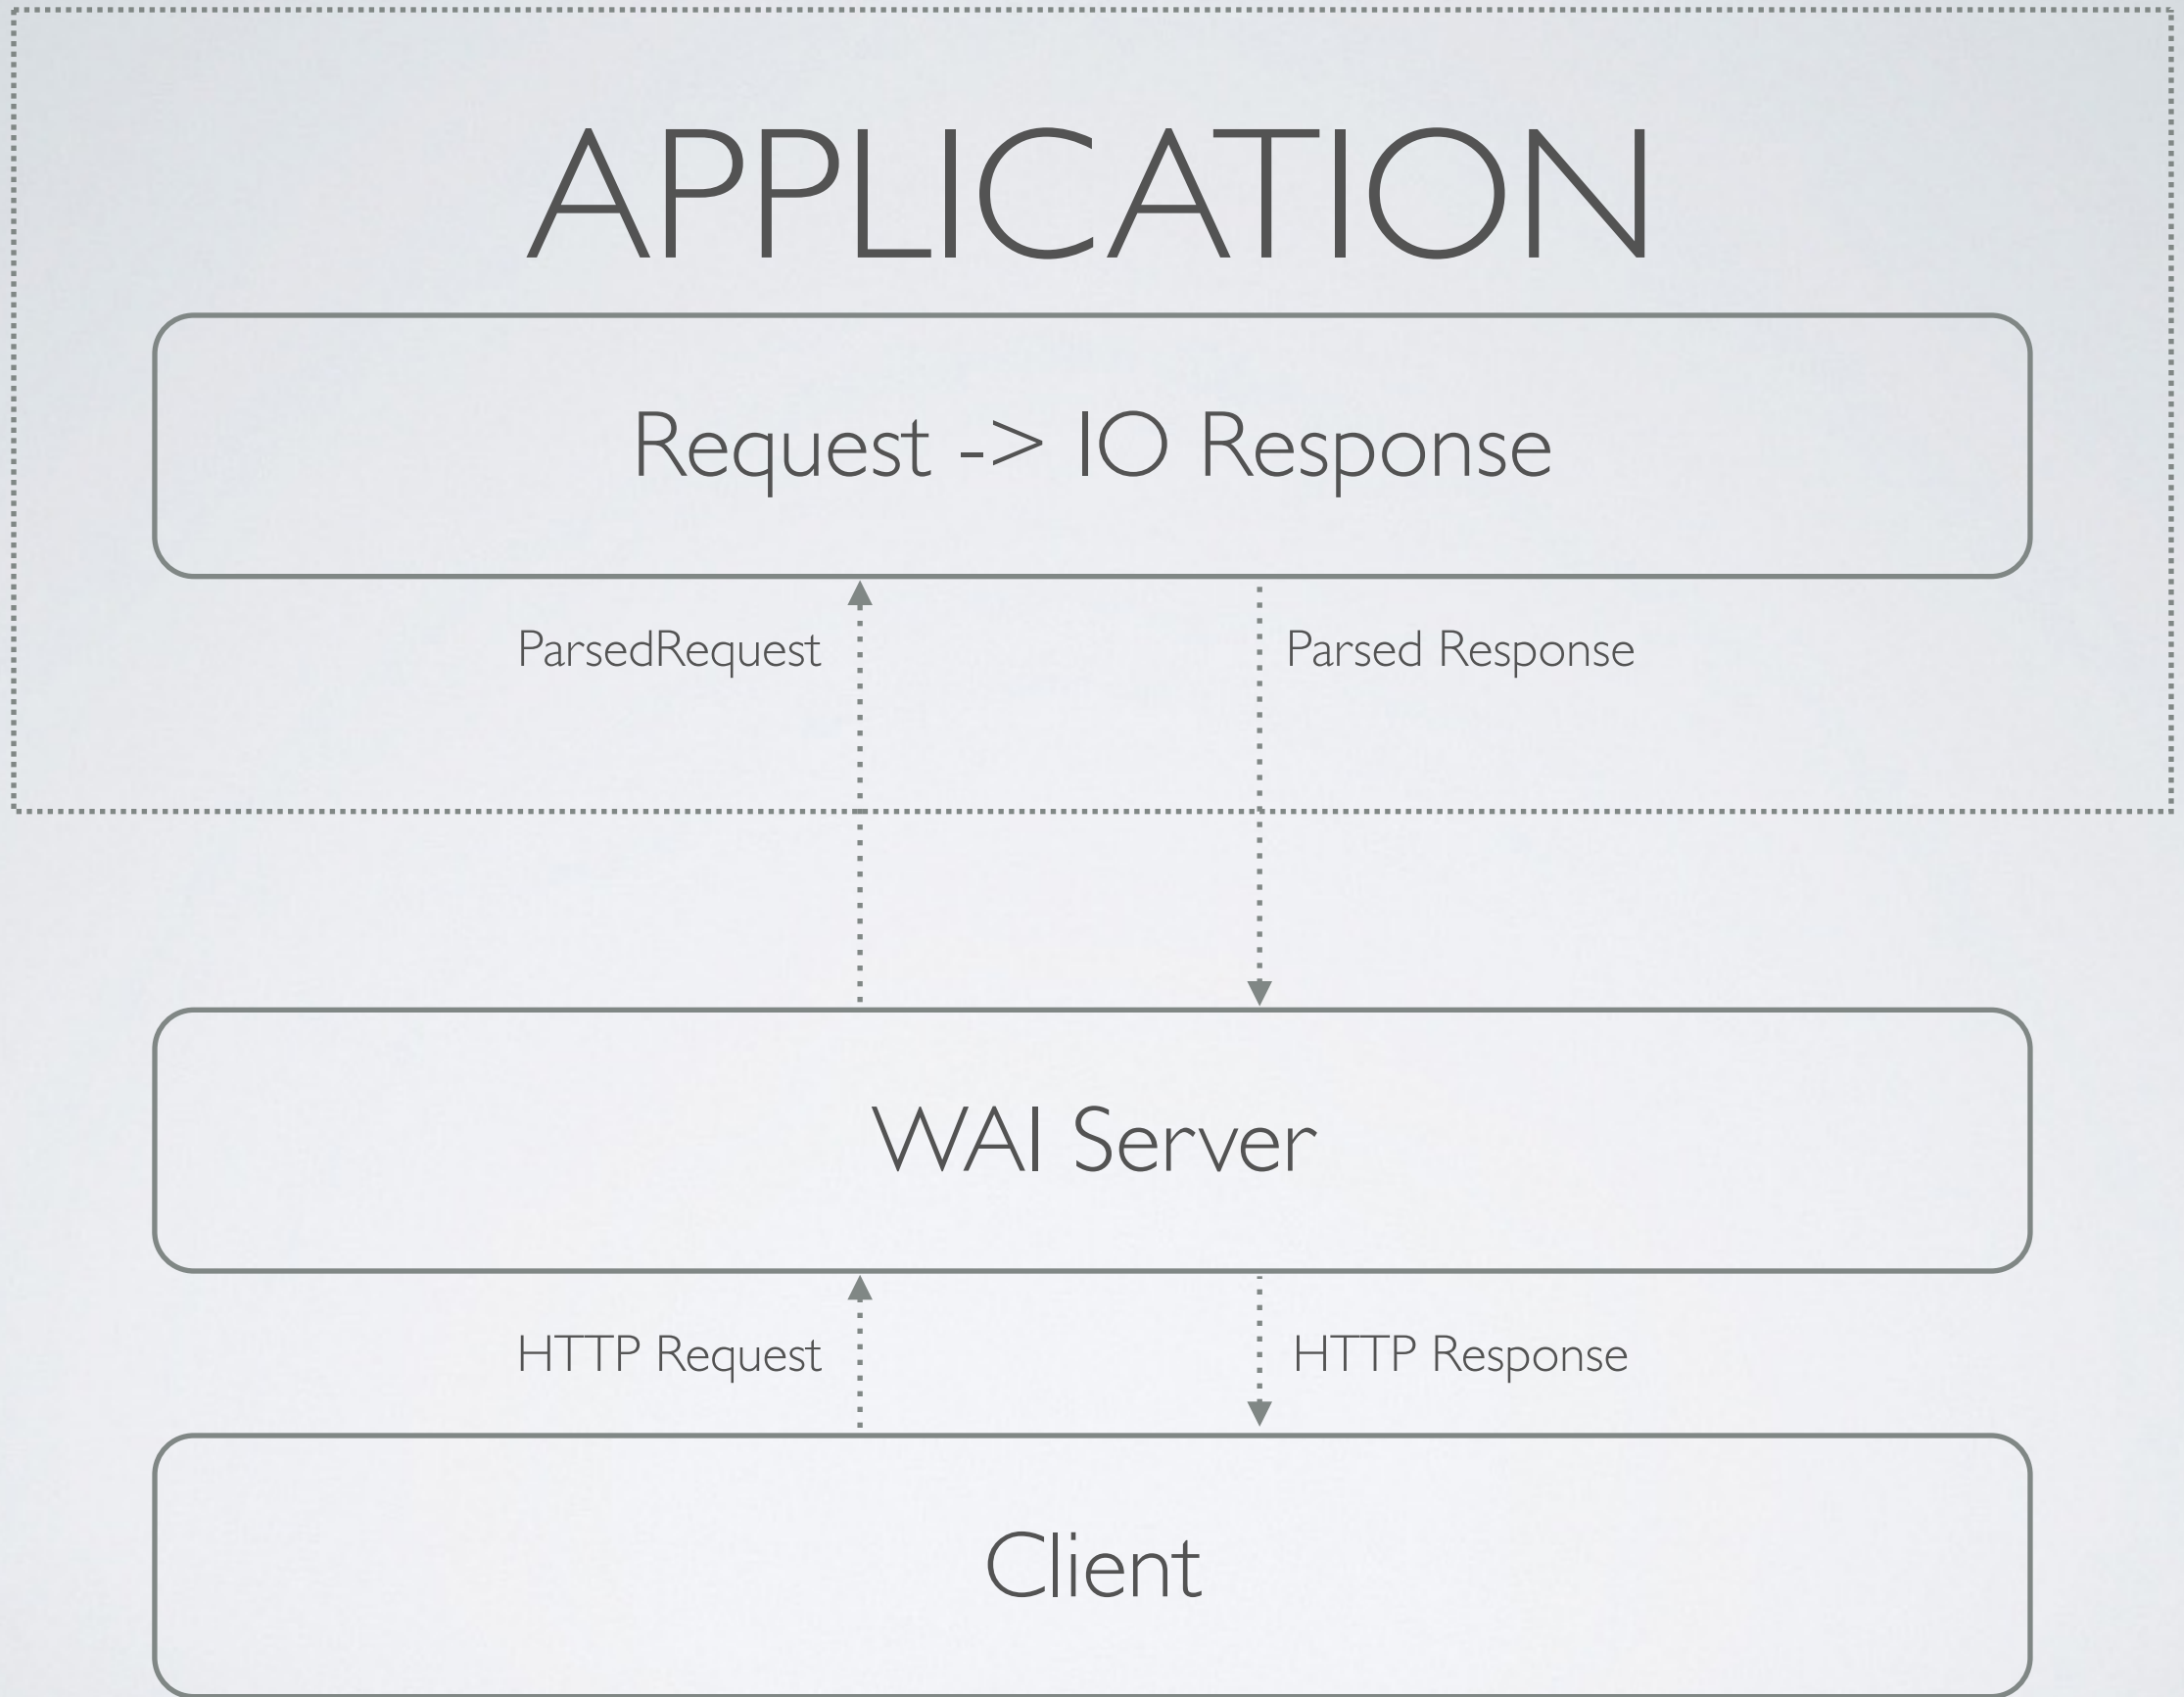 APPLICATION
Request -> IO Response
ParsedRequest
Parsed Response
WAI Server
HTTP Request
HTTP Response
Client